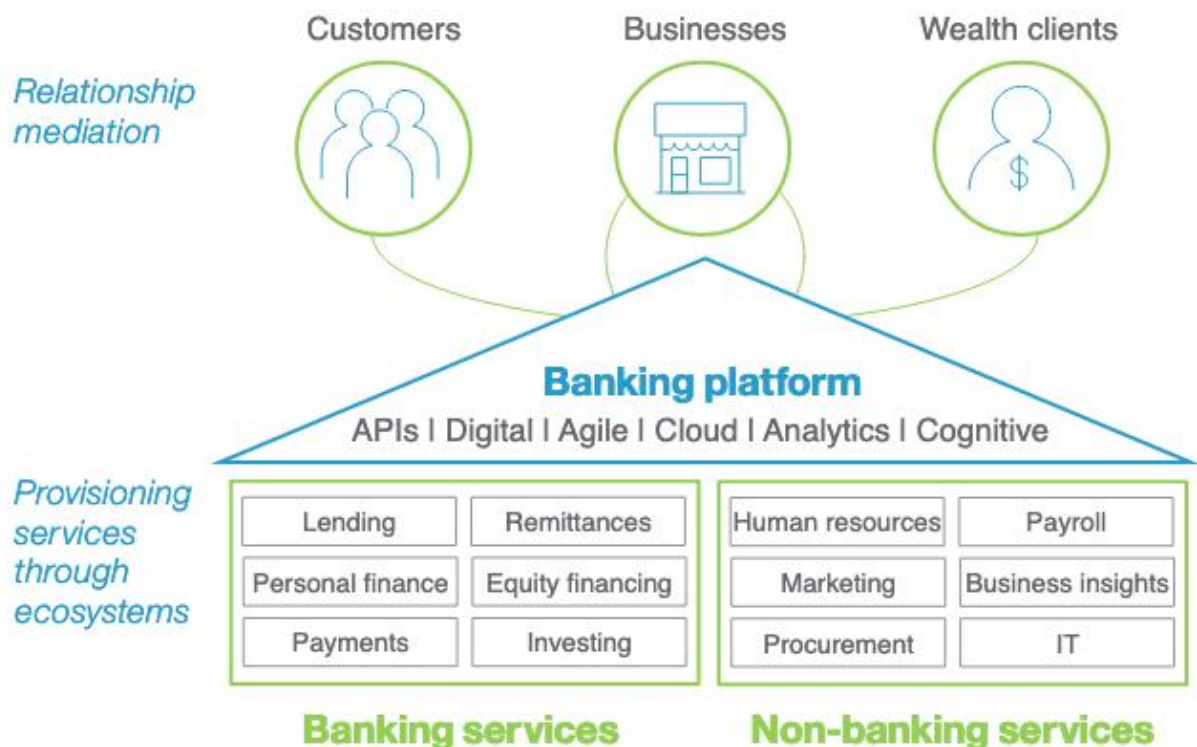 Customers
Businesses
Wealth clients
Relationship
mediation
$
Banking platform
APIs | Digital | Agile | Cloud | Analytics | Cognitive
Provisioning
services
through
ecosystems
Lending
Remittances
Personal finance
Equity financing
Payments
Investing
Banking services
Human resources
Payroll
Marketing
Business insights
Procurement
IT
Non-banking services